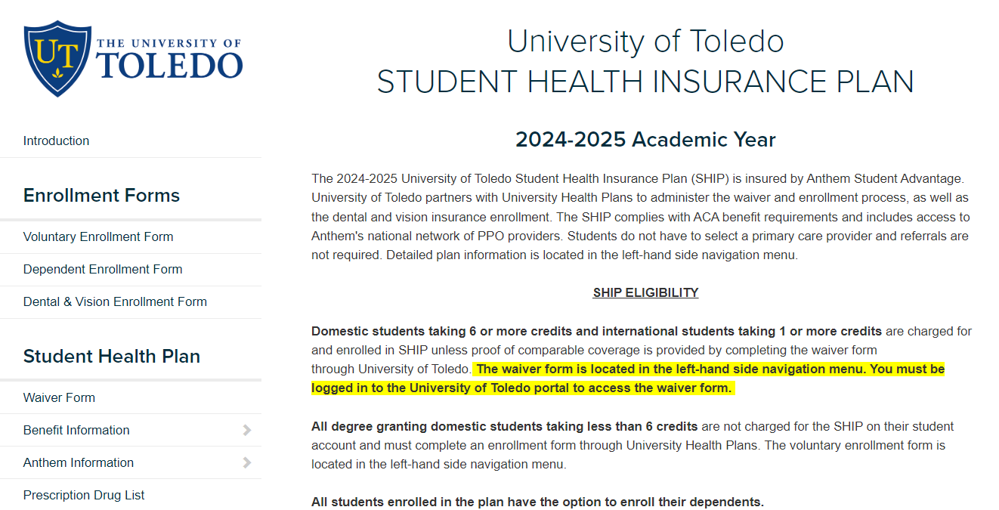 UT
THE UNIVERSITY OF
TOLEDO
Introduction
Enrollment Forms
Voluntary Enrollment Form
Dependent Enrollment Form
Dental & Vision Enrollment Form
Student Health Plan
Waiver Form
Benefit Information
Anthem Information
Prescription Drug List
University of Toledo
STUDENT HEALTH INSURANCE PLAN
2024-2025 Academic Year
The 2024-2025 University of Toledo Student Health Insurance Plan (SHIP) is insured by Anthem Student Advantage.
University of Toledo partners with University Health Plans to administer the waiver and enrollment process, as well as
the dental and vision insurance enrollment. The SHIP complies with ACA benefit requirements and includes access to
Anthem's national network of PPO providers. Students do not have to select a primary care provider and referrals are
not required. Detailed plan information is located in the left-hand side navigation menu.
SHIP ELIGIBILITY
Domestic students taking 6 or more credits and international students taking 1 or more credits are charged for
and enrolled in SHIP unless proof of comparable coverage is provided by completing the waiver form
through University of Toledo. The waiver form is located in the left-hand side navigation menu. You must be
logged in to the University of Toledo portal to access the waiver form.
All degree granting domestic students taking less than 6 credits are not charged for the SHIP on their student
account and must complete an enrollment form through University Health Plans. The voluntary enrollment form is
located in the left-hand side navigation menu.
All students enrolled in the plan have the option to enroll their dependents.